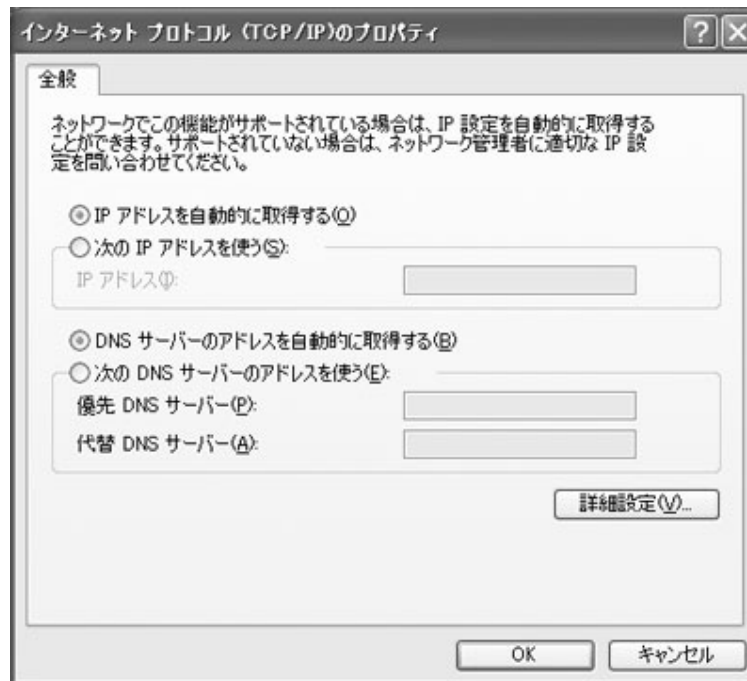 インターネット プロトコル (TCP/IP)のプロパティ
全般
ネットワークでこの機能がサポートされている場合は、IP 設定を自動的に取得する
ことができます。サポートされていない場合は、ネットワーク管理者に適切な IP 設
定を問い合わせてください。
IP アドレスを自動的に取得する(O)
次の IP アドレスを使う(S):
IP アドレス(I):
DNS サーバーのアドレスを自動的に取得する(B)
次の DNS サーバーのアドレスを使う(E):
優先 DNS サーバー(P):
代替 DNS サーバー(A):
詳細設定(V)...
OK
キャンセル